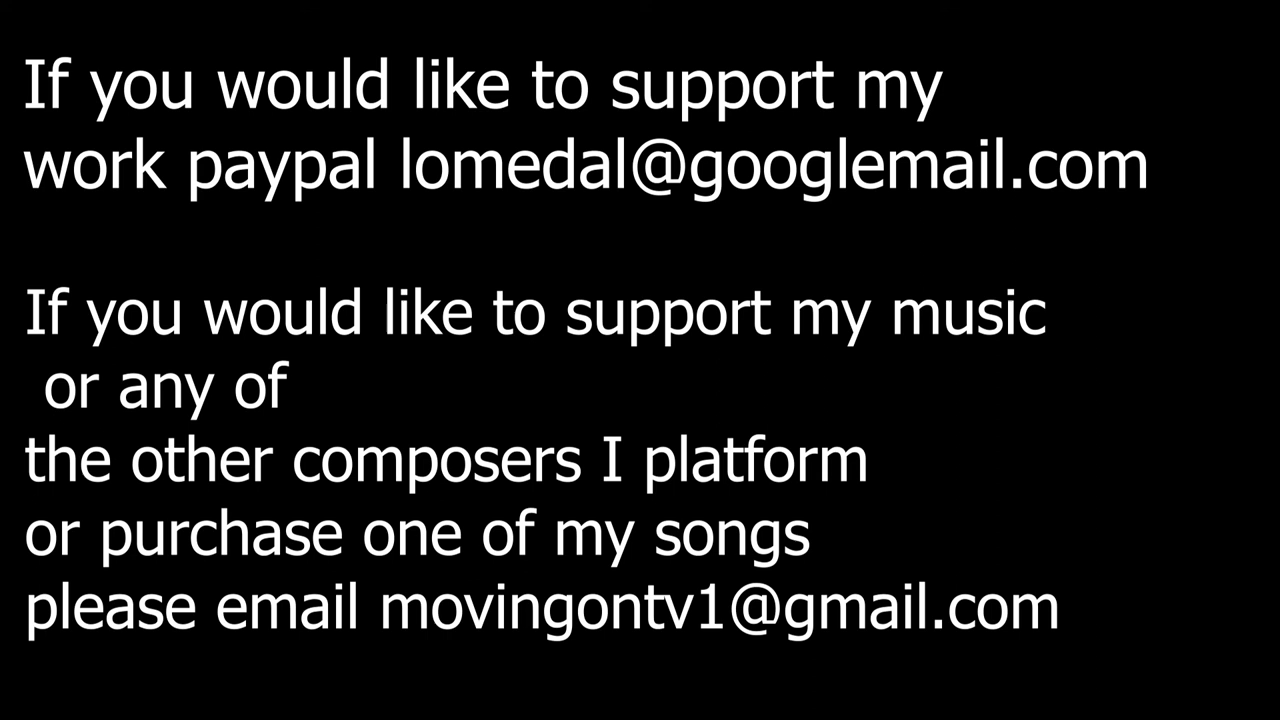 If you would like to support my
work paypal lomedal@googlemail.com
If you would like to support my music
or any of
the other composers I platform
or purchase one of my songs
please email movingontv1@gmail.com